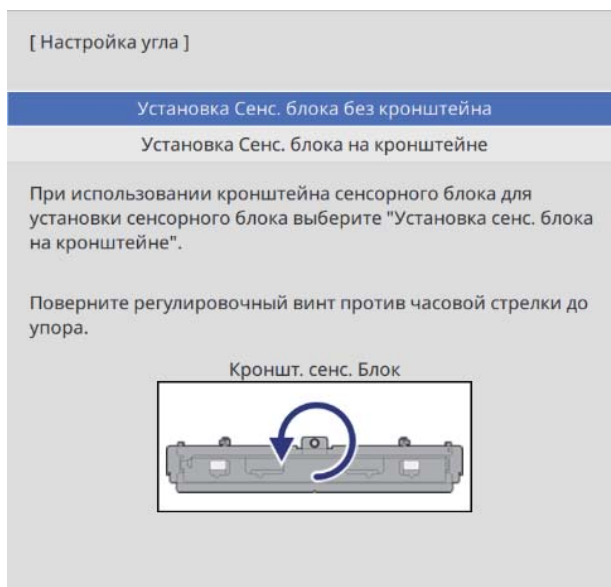 [ Настройка угла ]
Установка Сенс. блока без кронштейна
Установка Сенс. блока на кронштейне
При использовании кронштейна сенсорного блока для
установки сенсорного блока выберите "Установка сенс. блока
на кронштейне".
Поверните регулировочный винт против часовой стрелки до
упора.
Кроншт. сенс. Блок